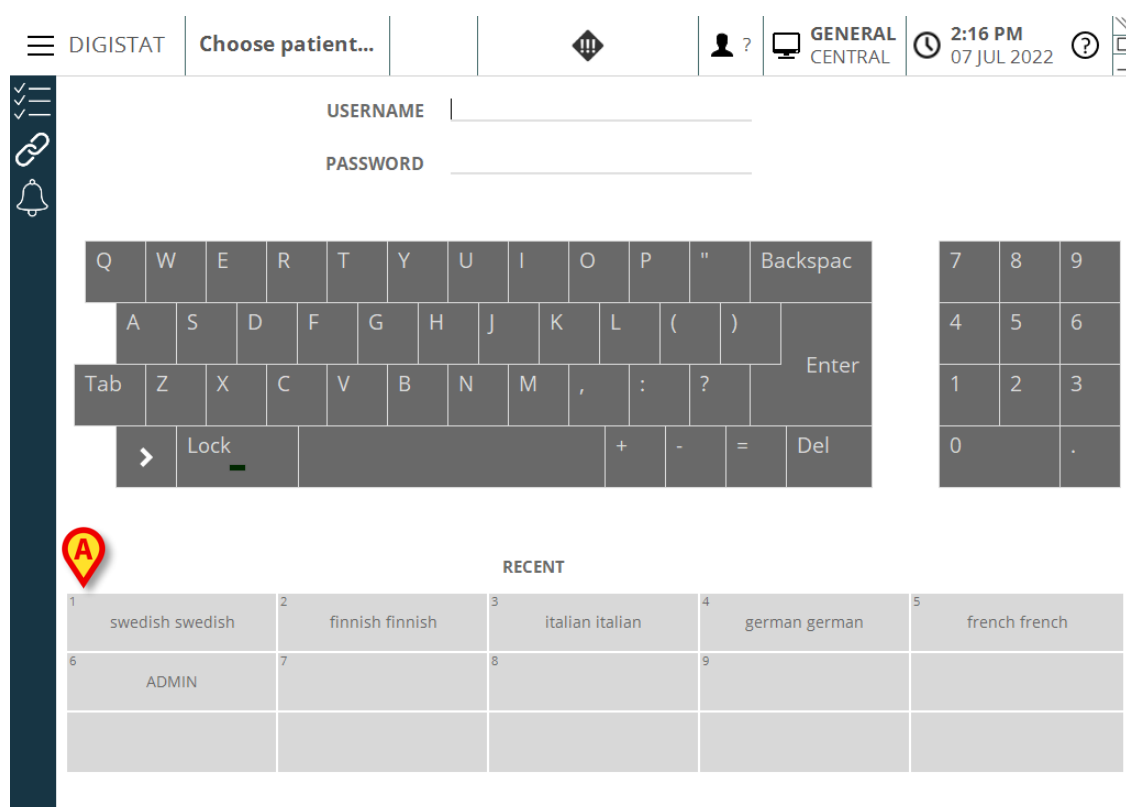 DIGISTAT Choose patient... ? GENERAL 2:16 PM ?
CENTRAL 07 JUL 2022
USERNAME
PASSWORD
Q W E R T Y U I O P " Backspac 7 8 9
A S D F G H J K L ( ) 4 5 6
Enter
Tab Z X C V B N M , : ? 1 2 3
Lock + - = Del 0 .
A
RECENT
1 swedish swedish 2 finnish finnish 3 italian italian 4 german german 5 french french
6 ADMIN 7 8 9